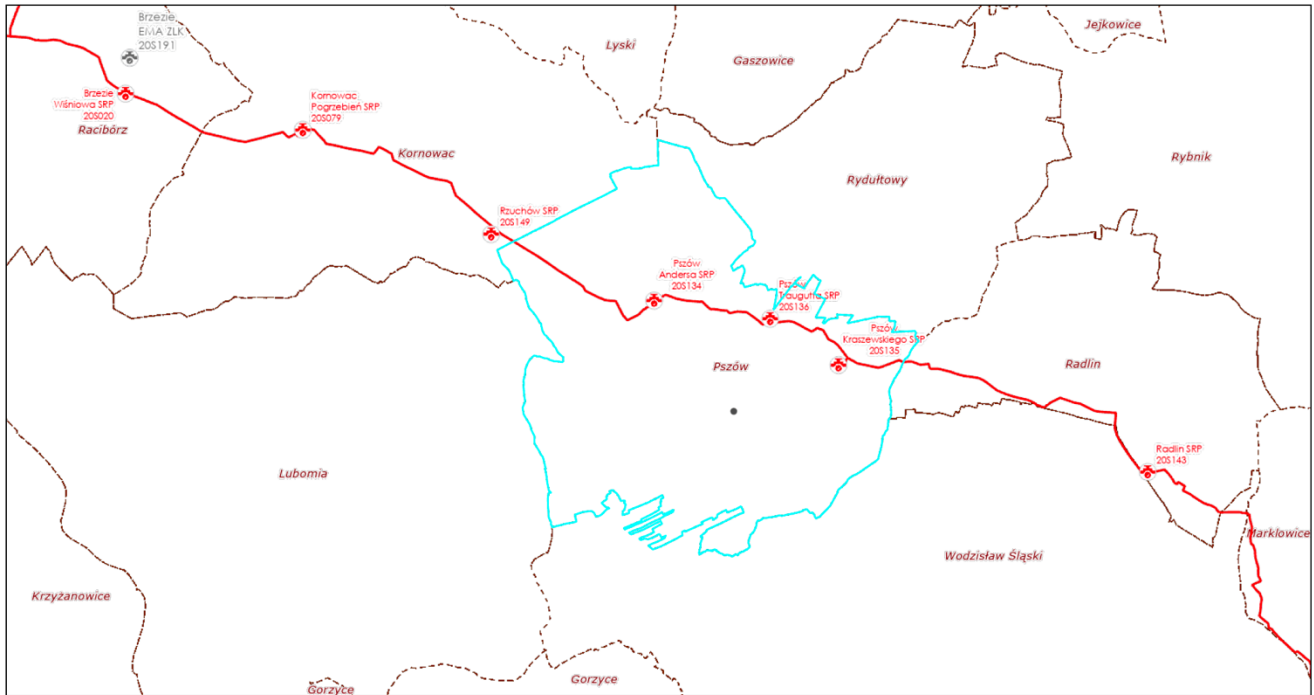 Brzezie
EMA ZLK
20S191
Jejkowice
Lyski
Gaszowice
Brzezie
Wiśniowa SRP
20S020
Kornowac
Pogrzebień SRP
20S079
Racibórz
Kornowac
Rybnik
Rydułtowy
Rzuchów SRP
20S149
Pszów
Andersa SRP
20S134
Pszów
Traugutta SRP
20S136
Pszów
Kraszewskiego SRP
20S135
Pszów
Radlin
Radlin SRP
20S143
Lubomia
Marklowice
Wodzisław Śląski
Krzyżanowice
Gorzyce
Gorzyce